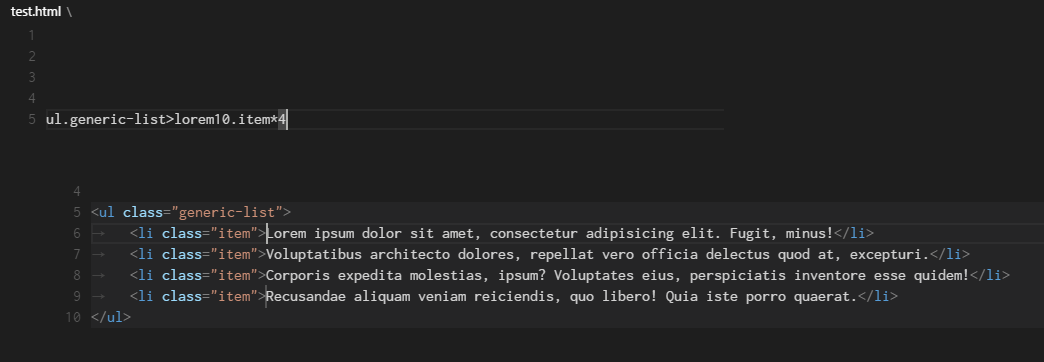 test.html \
1
2
3
4
5 ul.generic-list>lorem10.item*4
4
5 <ul class="generic-list">
6 → <li class="item">Lorem ipsum dolor sit amet, consectetur adipisicing elit. Fugit, minus!</li>
7 → <li class="item">Voluptatibus architecto dolores, repellat vero officia delectus quod at, excepturi.</li>
8 → <li class="item">Corporis expedita molestias, ipsum? Voluptates eius, perspiciatis inventore esse quidem!</li>
9 → <li class="item">Recusandae aliquam veniam reiciendis, quo libero! Quia iste porro quaerat.</li>
10 </ul>